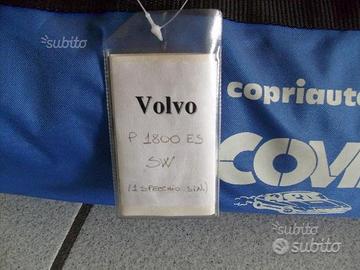 subito
Volvo
P 1800 ES
SW
(1 SPECCHIO SIN.)
copriauto
COV
subito
subito